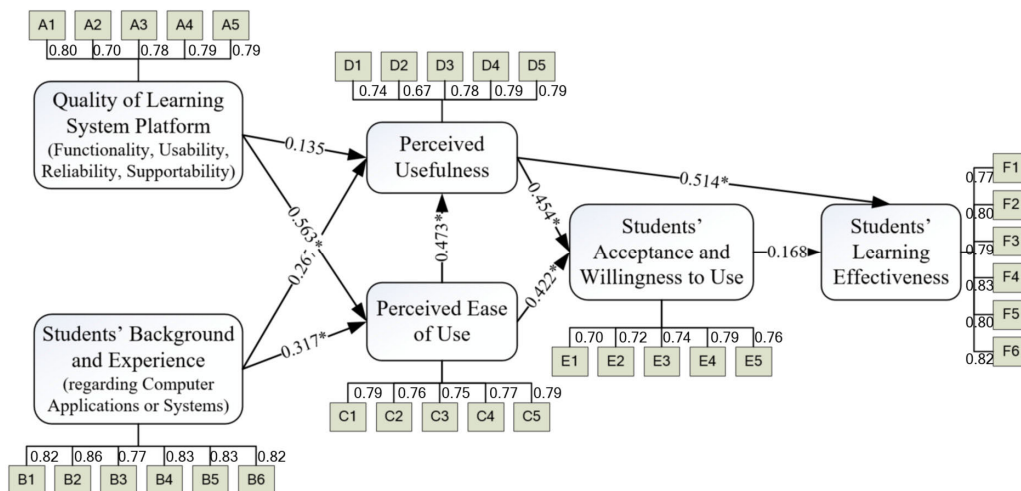 A1 A2 A3 A4 A5
0.80 0.70 0.78 0.79 0.79
Quality of Learning
System Platform
(Functionality, Usability,
Reliability, Supportability)
D1 D2 D3 D4 D5
0.74 0.67 0.78 0.79 0.79
Perceived
Usefulness
0.135
0.563*
0.317*
0.473*
0.454*
0.422*
0.514*
0.168
Students' Background
and Experience
(regarding Computer
Applications or Systems)
0.82 0.86 0.77 0.83 0.83 0.82
B1 B2 B3 B4 B5 B6
Perceived Ease
of Use
0.79 0.76 0.75 0.77 0.79
C1 C2 C3 C4 C5
Students'
Acceptance and
Willingness to Use
0.70 0.72 0.74 0.79 0.76
E1 E2 E3 E4 E5
Students'
Learning
Effectiveness
F1
0.77
F2
0.80
F3
0.79
F4
0.83
F5
0.80
F6
0.82